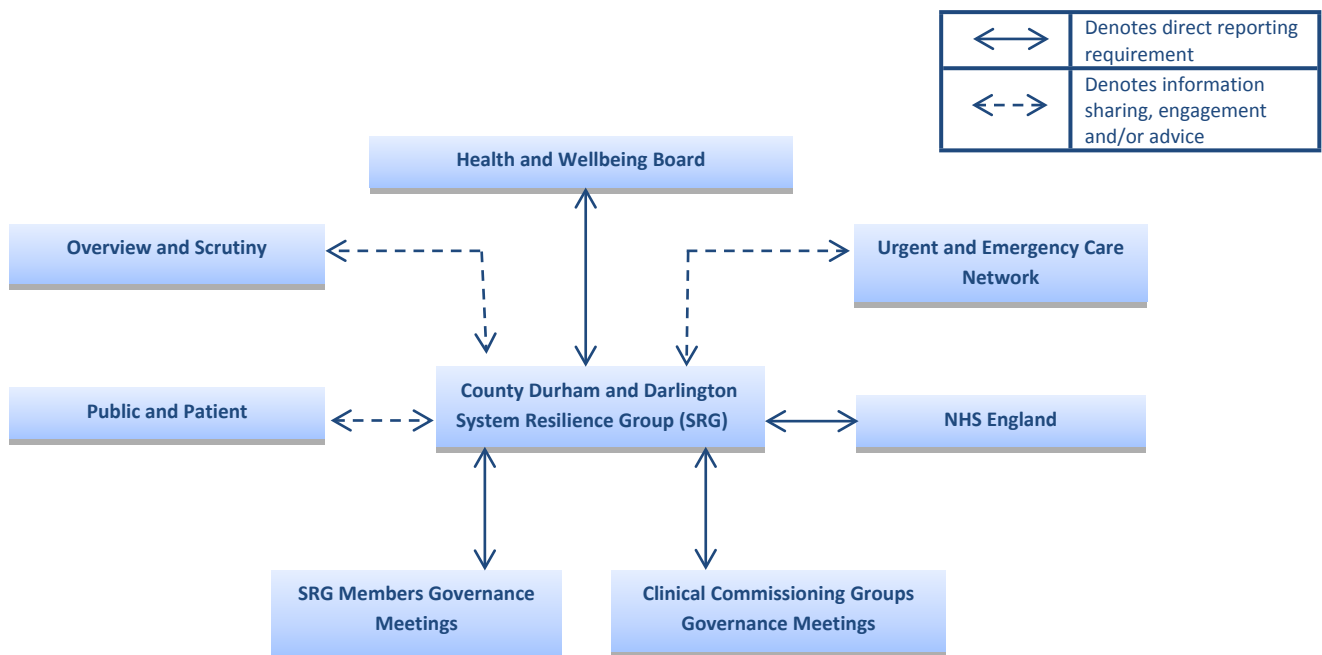 Denotes direct reporting
requirement
Denotes information
sharing, engagement
and/or advice
Health and Wellbeing Board
Overview and Scrutiny
Urgent and Emergency Care
Network
County Durham and Darlington
System Resilience Group (SRG)
Public and Patient
NHS England
SRG Members Governance
Meetings
Clinical Commissioning Groups
Governance Meetings